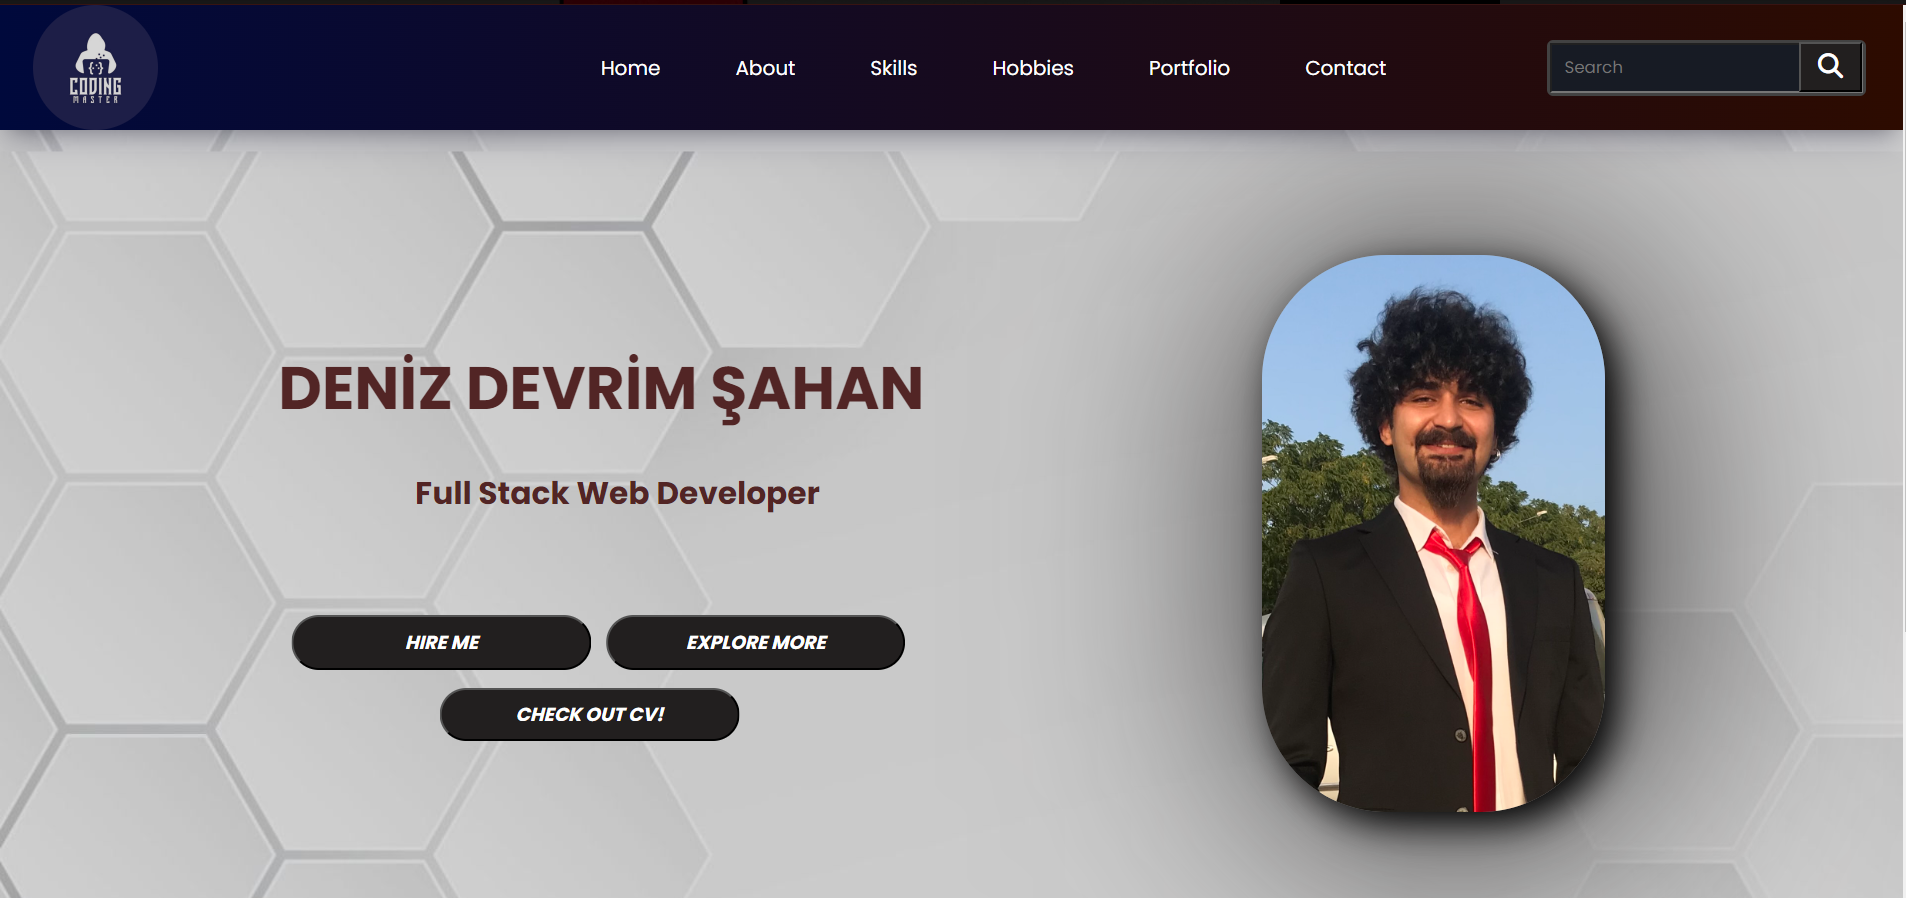 {·}
CODING
MASTER
Home About Skills Hobbies Portfolio Contact Search
DENİZ DEVRİM ŞAHAN
Full Stack Web Developer
HIRE ME EXPLORE MORE
CHECK OUT CV!